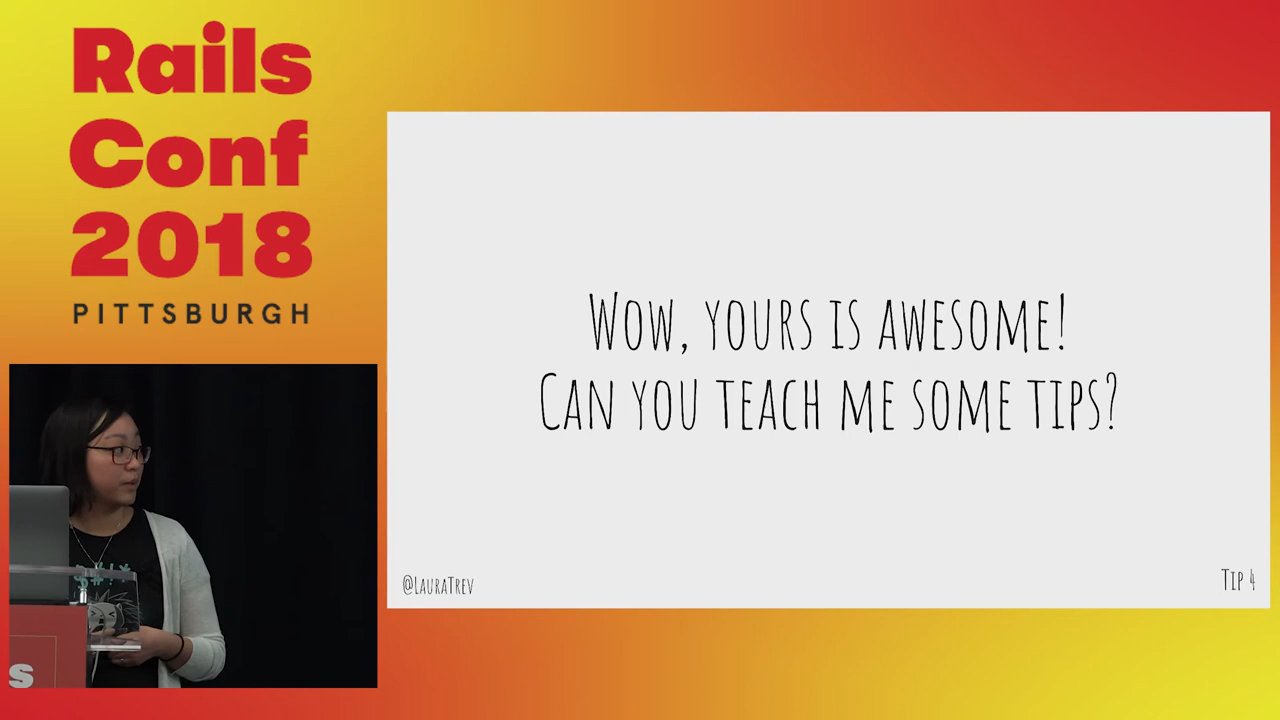 Rails
Conf
2018
PITTSBURGH
Wow, yours is awesome!
Can you teach me some tips?
@LauraTrev
Tip 4
S